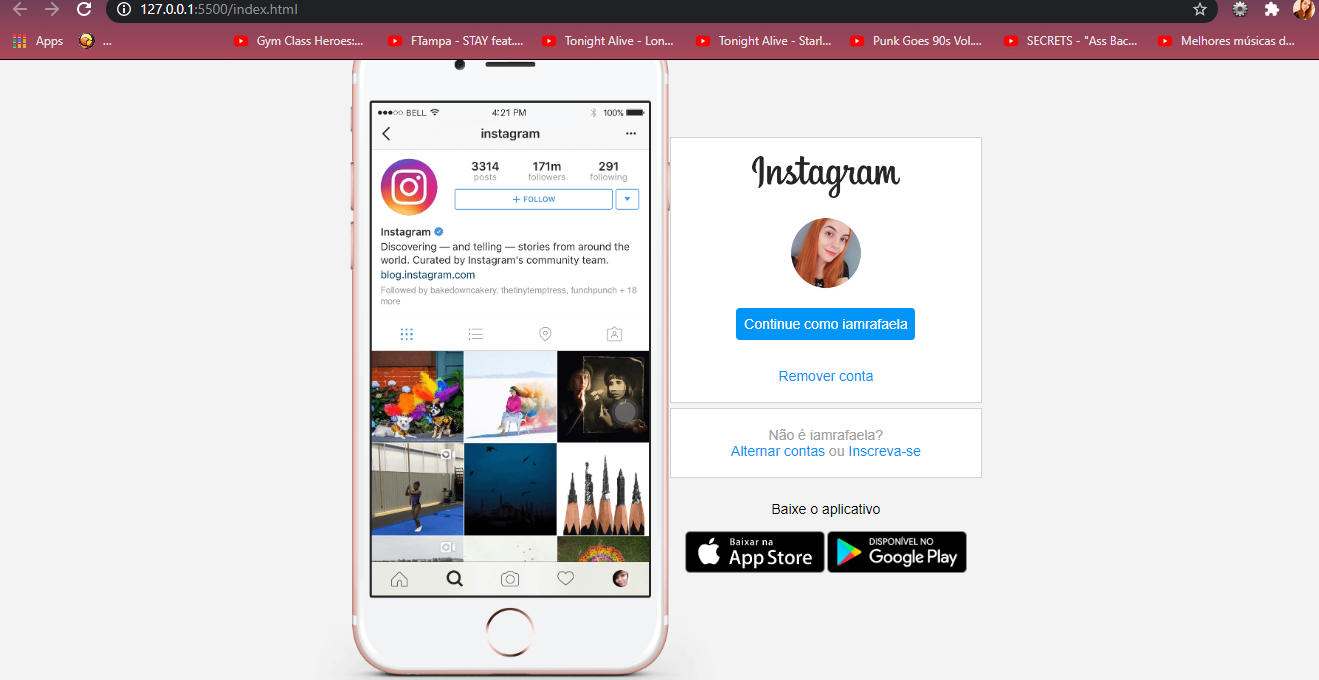 127.0.0.1:5500/index.html
Apps
...
Gym Class Heroes:...
FTampa - STAY feat....
Tonight Alive - Lon...
Tonight Alive - Starl...
Punk Goes 90s Vol....
SECRETS - "Ass Bac...
Melhores músicas d...
BELL 4:21 PM 100%
instagram
3314 171m 291
posts followers following
+ FOLLOW
Instagram
Discovering — and telling — stories from around the
world. Curated by Instagram's community team.
blog.instagram.com
Followed by bakedowncakery, thetinytemptress, funchpunch + 18
more
Instagram
Continue como iamrafaela
Remover conta
Não é iamrafaela?
Alternar contas ou Inscreva-se
Baixe o aplicativo
Baixar na
App Store
DISPONÍVEL NO
Google Play